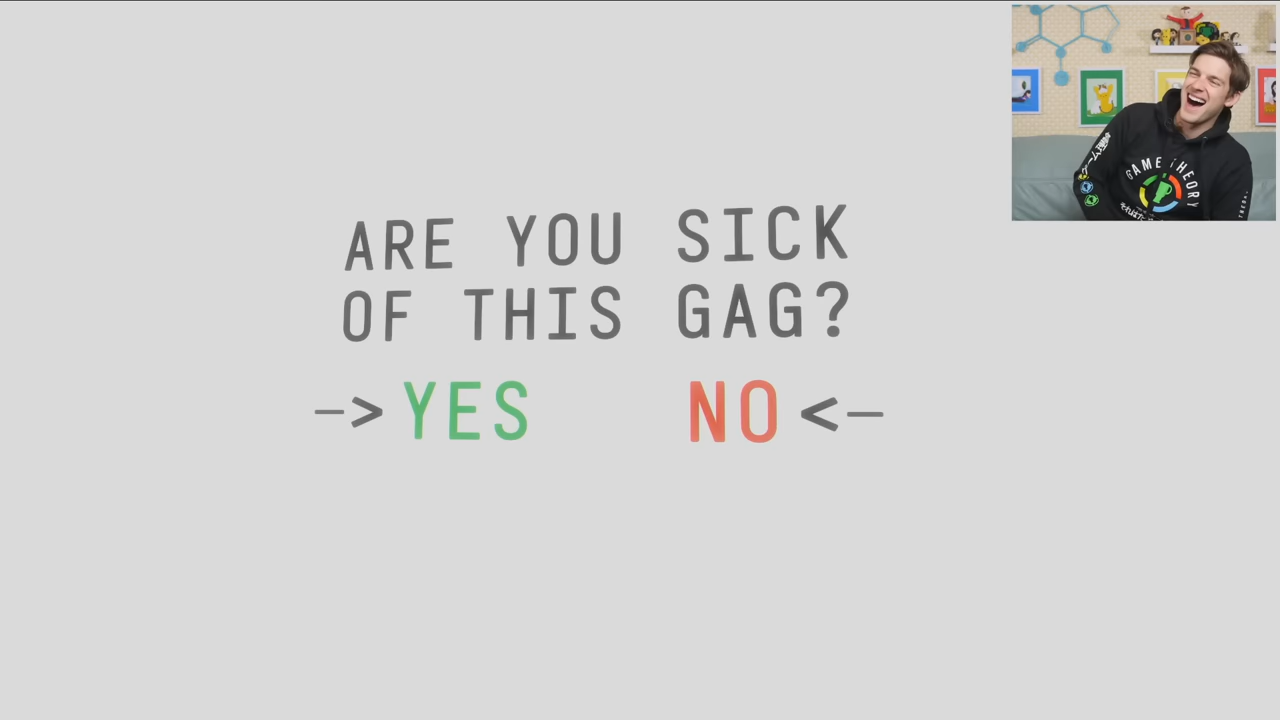 ARE YOU SICK
OF THIS GAG?
-> YES NO <-
GAME THEORY